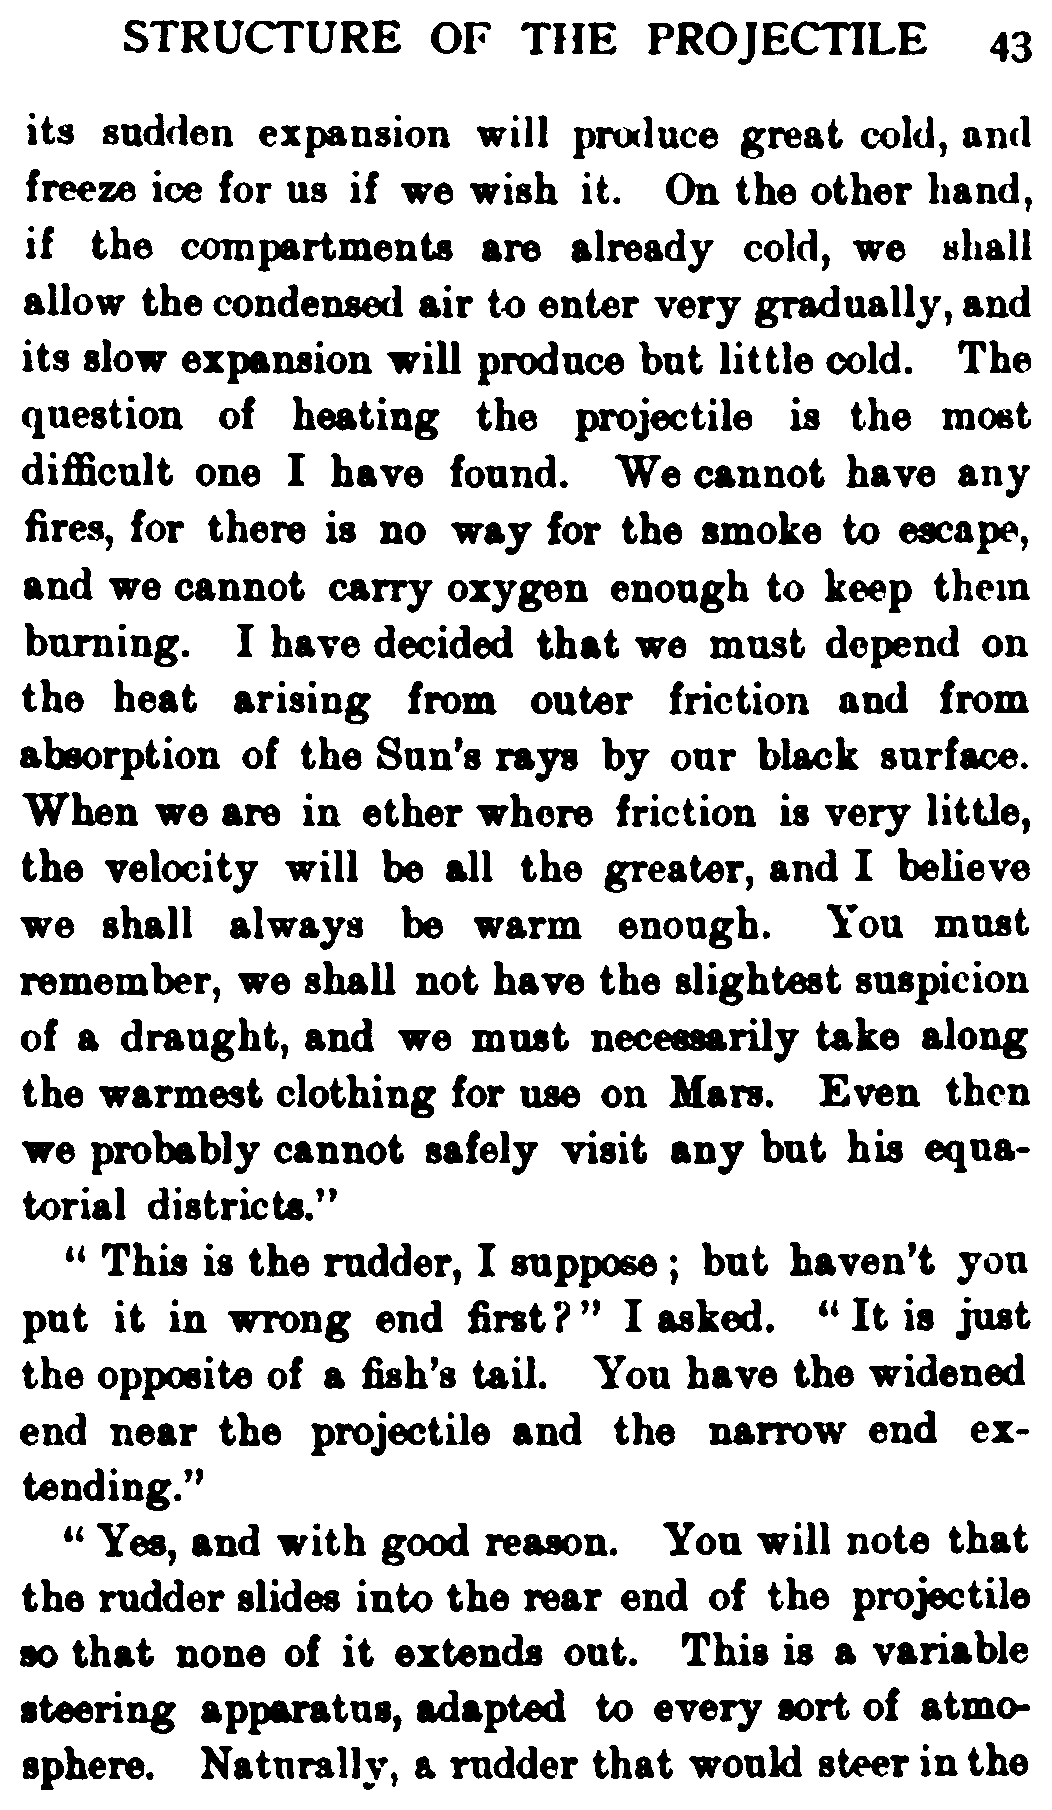 STRUCTURE OF THE PROJECTILE 43
its sudden expansion will produce great cold, and
freeze ice for us if we wish it. On the other hand,
if the compartments are already cold, we shall
allow the condensed air to enter very gradually, and
its slow expansion will produce but little cold. The
question of heating the projectile is the most
difficult one I have found. We cannot have any
fires, for there is no way for the smoke to escape,
and we cannot carry oxygen enough to keep them
burning. I have decided that we must depend on
the heat arising from outer friction and from
absorption of the Sun's rays by our black surface.
When we are in ether where friction is very little,
the velocity will be all the greater, and I believe
we shall always be warm enough. You must
remember, we shall not have the slightest suspicion
of a draught, and we must necessarily take along
the warmest clothing for use on Mars. Even then
we probably cannot safely visit any but his equa-
torial districts."
" This is the rudder, I suppose ; but haven't you
put it in wrong end first?" I asked. " It is just
the opposite of a fish's tail. You have the widened
end near the projectile and the narrow end ex-
tending."
" Yes, and with good reason. You will note that
the rudder slides into the rear end of the projectile
so that none of it extends out. This is a variable
steering apparatus, adapted to every sort of atmo-
sphere. Naturally, a rudder that would steer in the